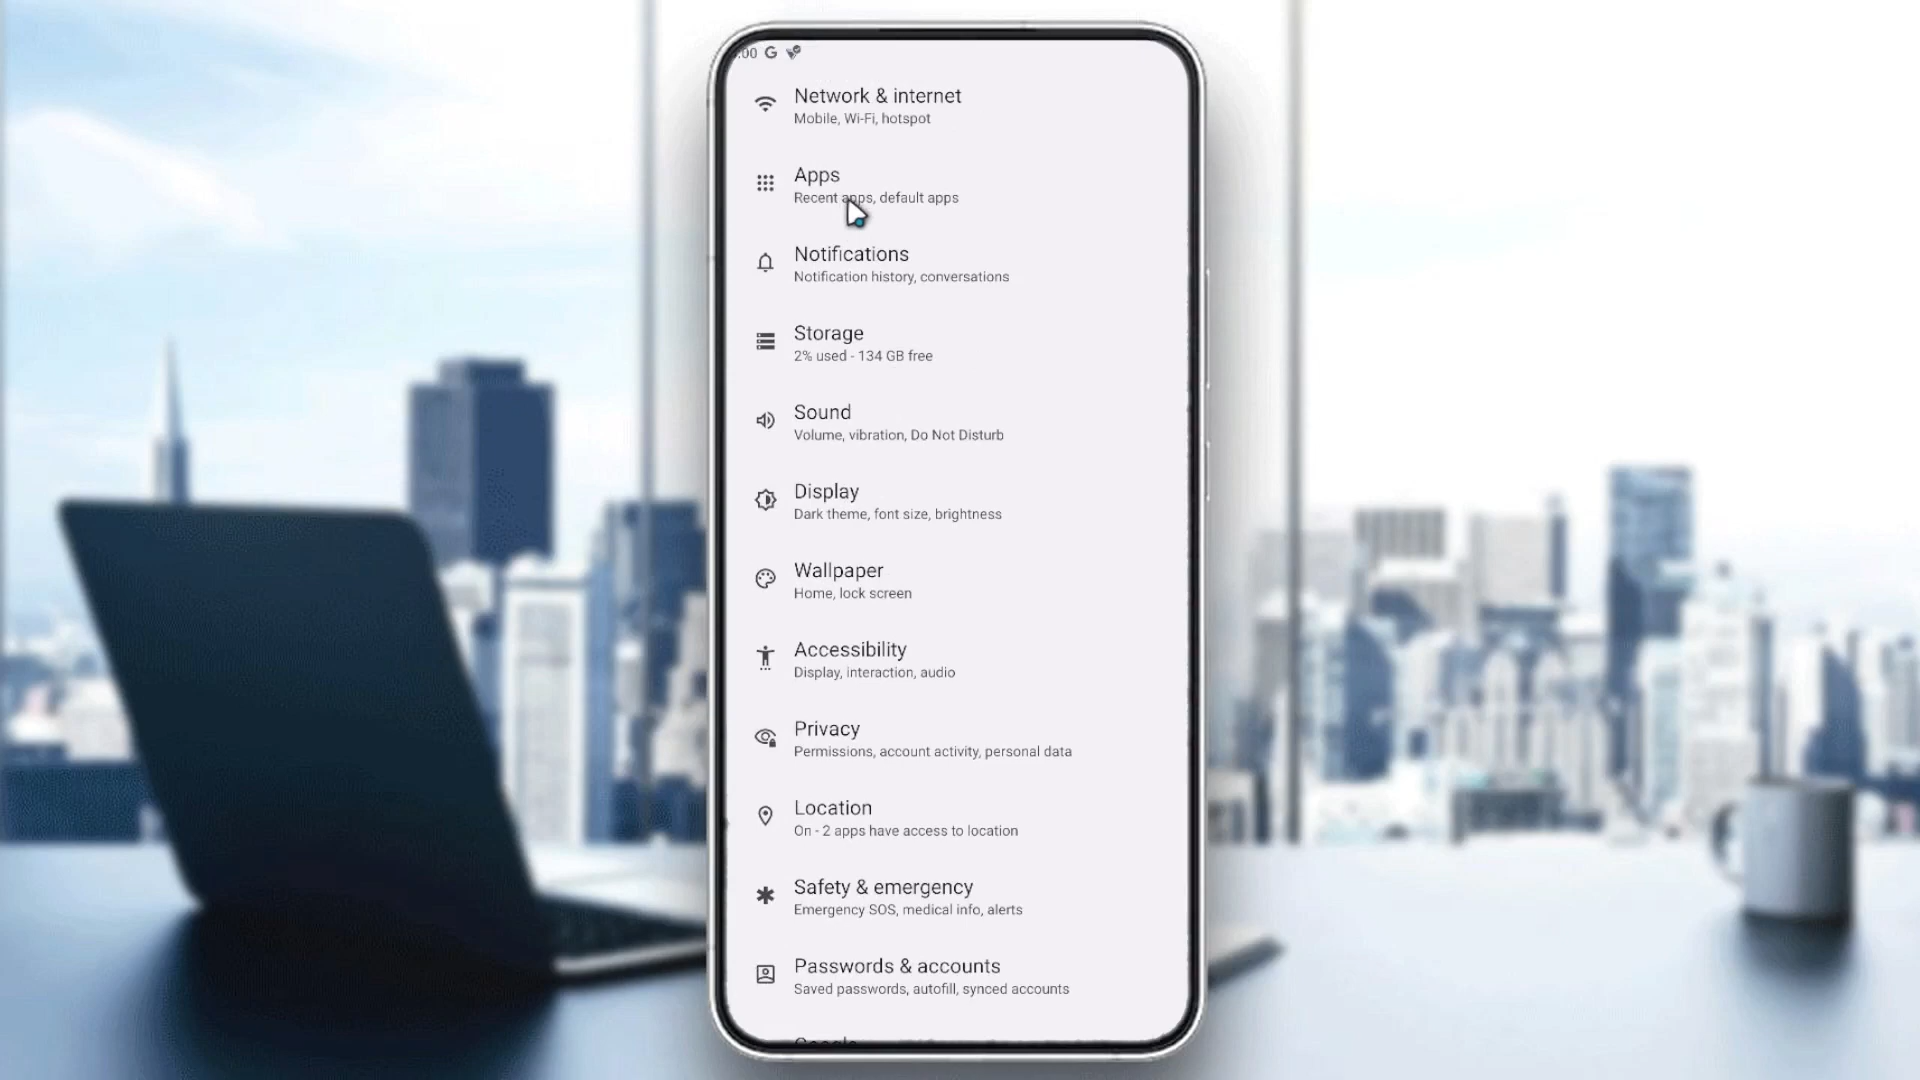 :00 G
Network & internet
Mobile, Wi-Fi, hotspot
Apps
Recent apps, default apps
Notifications
Notification history, conversations
Storage
2% used - 134 GB free
Sound
Volume, vibration, Do Not Disturb
Display
Dark theme, font size, brightness
Wallpaper
Home, lock screen
Accessibility
Display, interaction, audio
Privacy
Permissions, account activity, personal data
Location
On - 2 apps have access to location
Safety & emergency
Emergency SOS, medical info, alerts
Passwords & accounts
Saved passwords, autofill, synced accounts
Google